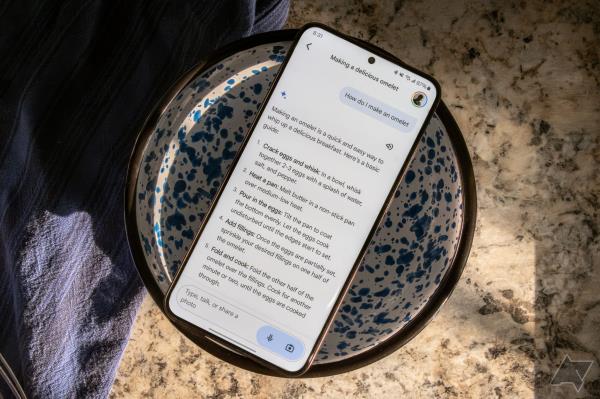 5:31
67%
Making a delicious omelet
How do I make an omelet
Making an omelet is a quick and easy way to
whip up a delicious breakfast. Here's a basic
guide:
1. Crack eggs and whisk: In a bowl, whisk
together 2-3 eggs with a splash of water,
salt, and pepper.
2. Heat a pan: Melt butter in a non-stick pan
over medium-low heat.
3. Pour in the eggs: Tilt the pan to coat
the bottom evenly. Let the eggs cook
undisturbed until the edges start to set.
4. Add fillings: Once the eggs are partially set,
sprinkle your desired fillings on one half of
the omelet.
5. Fold and cook: Fold the other half of the
omelet over the fillings. Cook for another
minute or two, until the eggs are cooked
through.
Type, talk, or share a
photo